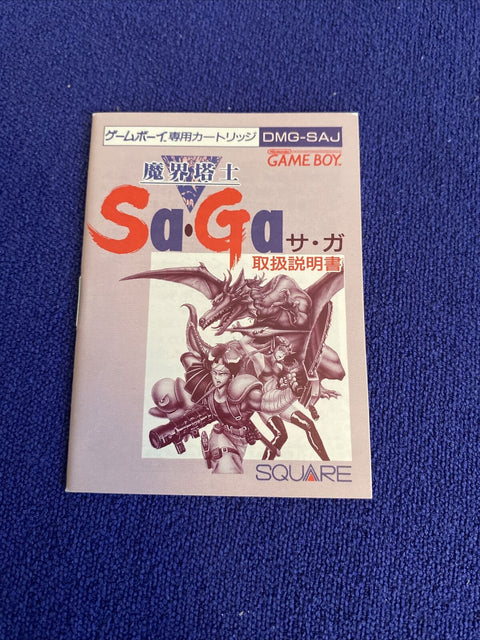 ゲームボーイ専用カートリッジ DMG-SAJ
Nintendo
GAME BOY
魔界塔士
Sa・Ga サ・ガ
取扱説明書
SQUARE